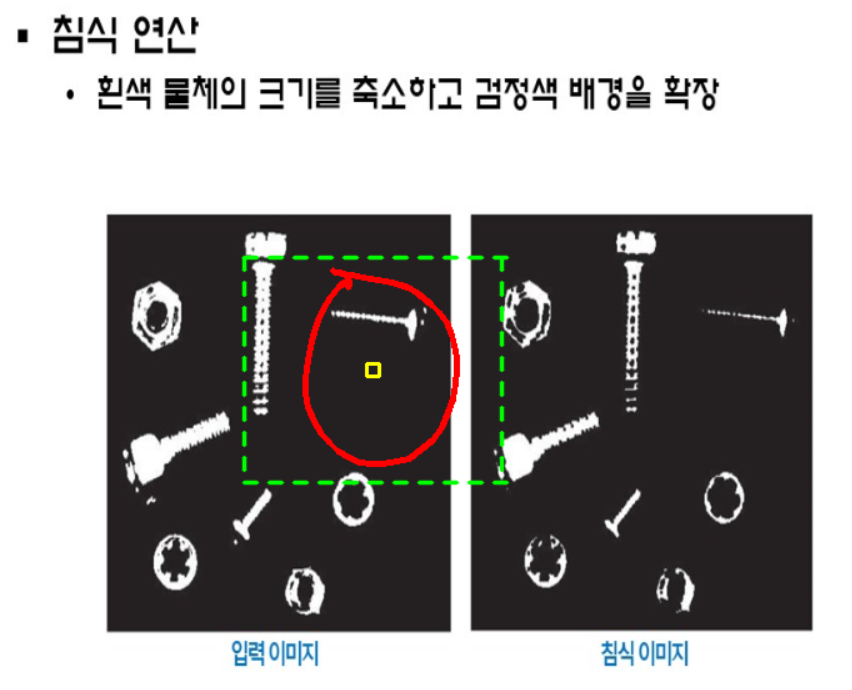 침식 연산
흰색 물체의 크기를 축소하고 검정색 배경을 확장
입력 이미지
침식 이미지